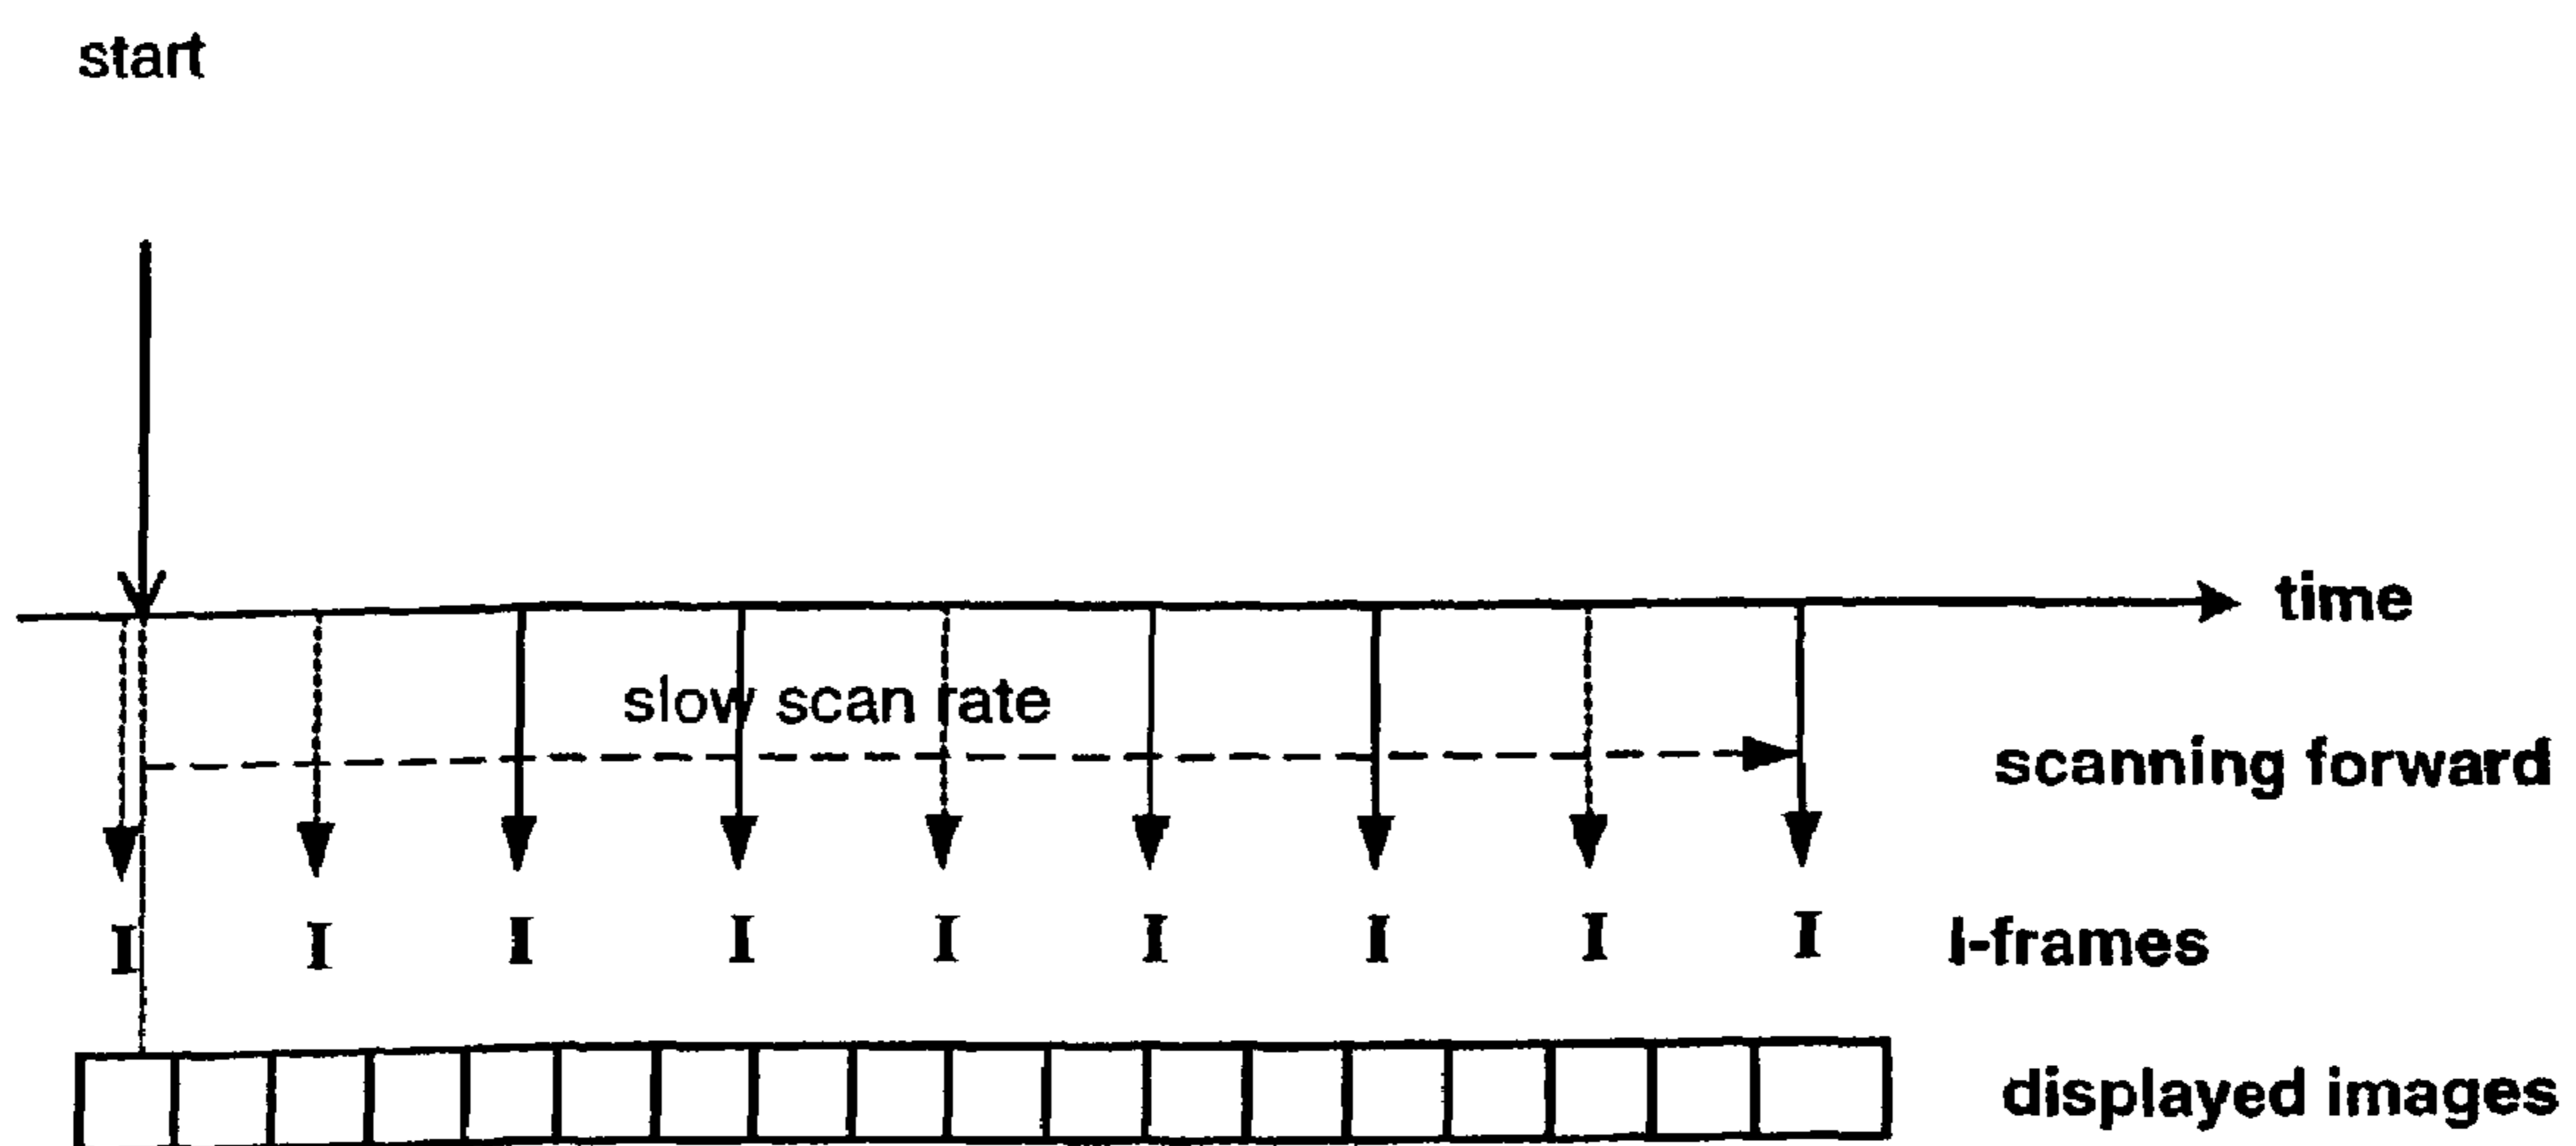 start
time
slow scan rate
scanning forward
I I I I I I I I I I-frames
displayed images